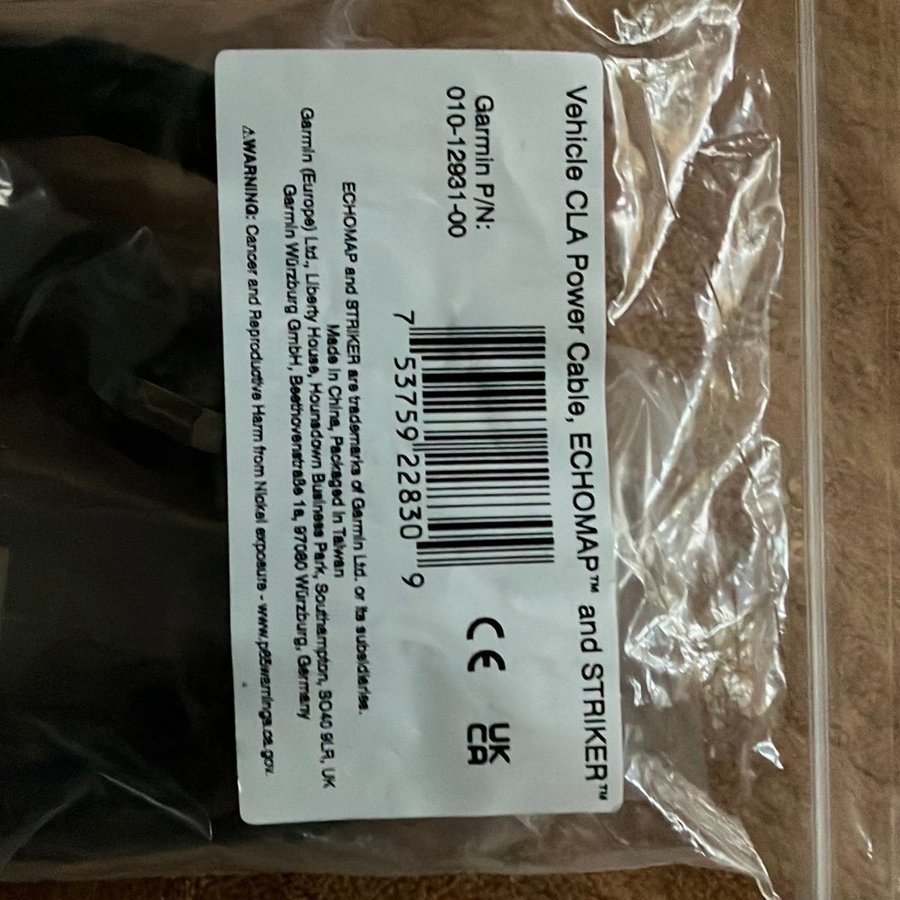 Vehicle CLA Power Cable, ECHOMAP™ and STRIKER™
Garmin P/N:
010-12931-00
7 53759 22830 9
CE
UK
CA
ECHOMAP and STRIKER are trademarks of Garmin Ltd. or its subsidiaries.
Made in China, Packaged in Taiwan
Garmin (Europe) Ltd., Liberty House, Hounsdown Business Park, Southampton, SO40 9LR, UK
Garmin Würzburg GmbH, Beethovenstraße 1a, 97080 Würzburg, Germany
⚠WARNING: Cancer and Reproductive Harm from Nickel exposure - www.p65warnings.ca.gov.